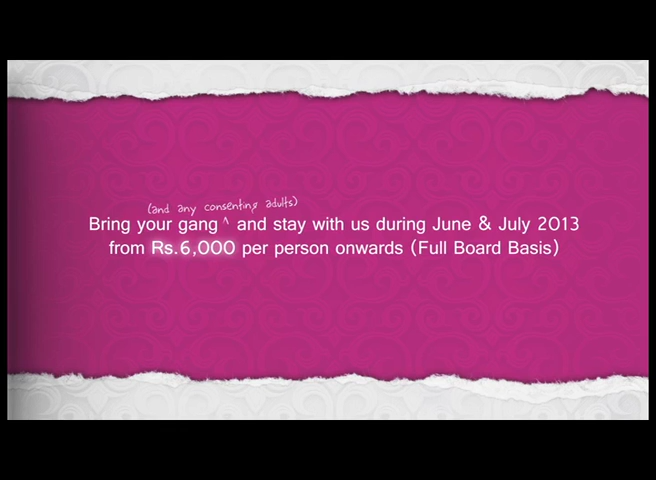 (and any consenting adults)
Bring your gang ^ and stay with us during June & July 2013
from Rs.6,000 per person onwards (Full Board Basis)